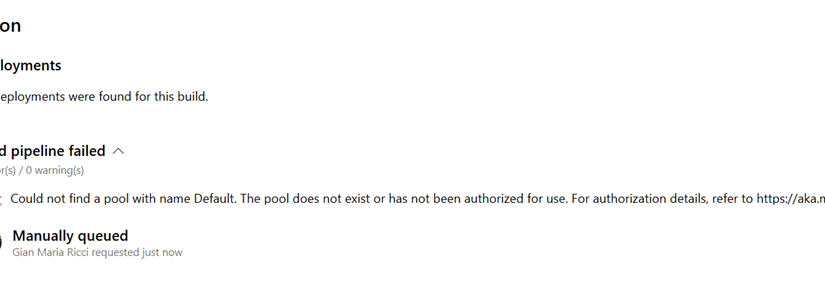 on
loyments
eployments were found for this build.
d pipeline failed
r(s) / 0 warning(s)
Could not find a pool with name Default. The pool does not exist or has not been authorized for use. For authorization details, refer to https://aka.m
Manually queued
Gian Maria Ricci requested just now